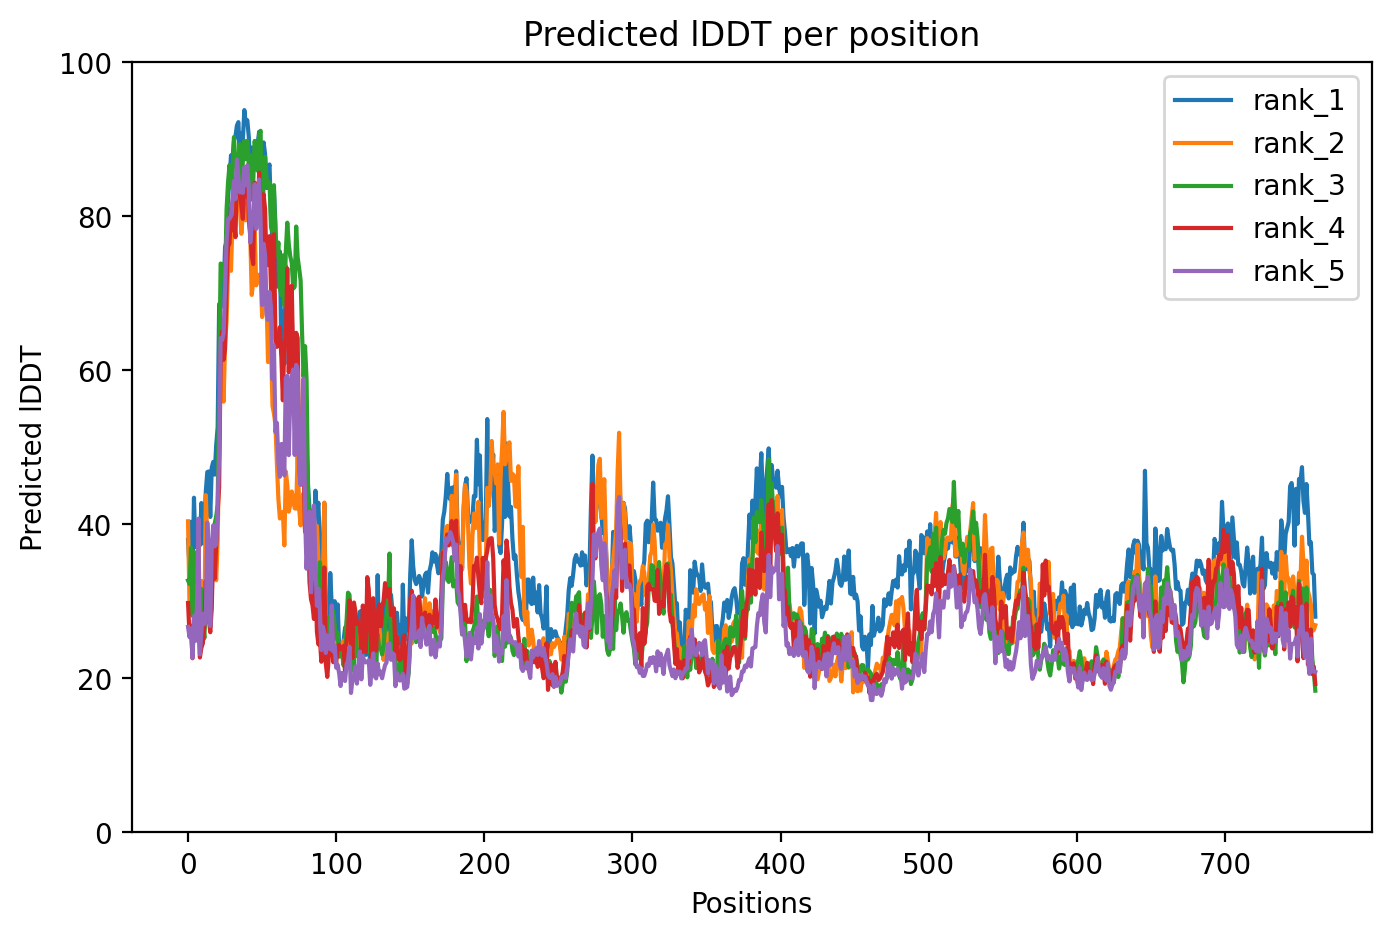 Predicted lDDT per position
100
80
60
40
20
0
Predicted lDDT
0 100 200 300 400 500 600 700
Positions
rank_1
rank_2
rank_3
rank_4
rank_5